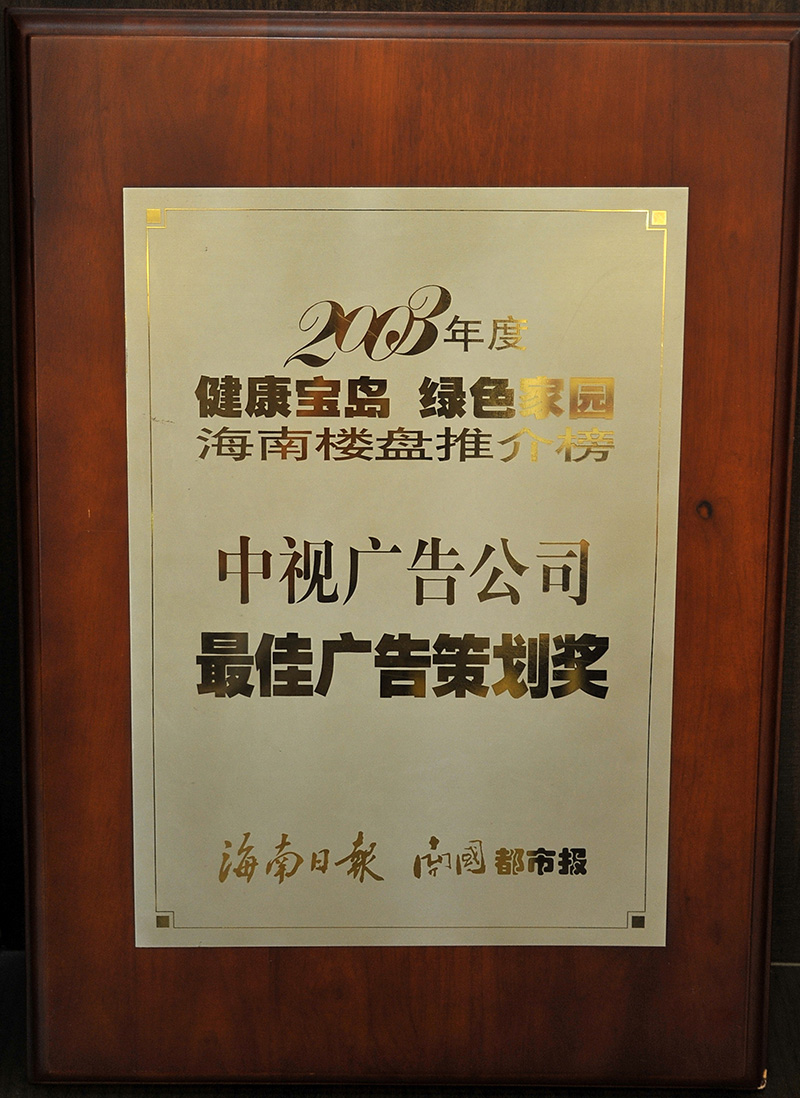 2003年度
健康宝岛 绿色家园
海南楼盘推介榜
中视广告公司
最佳广告策划奖
海南日報 南國都市报